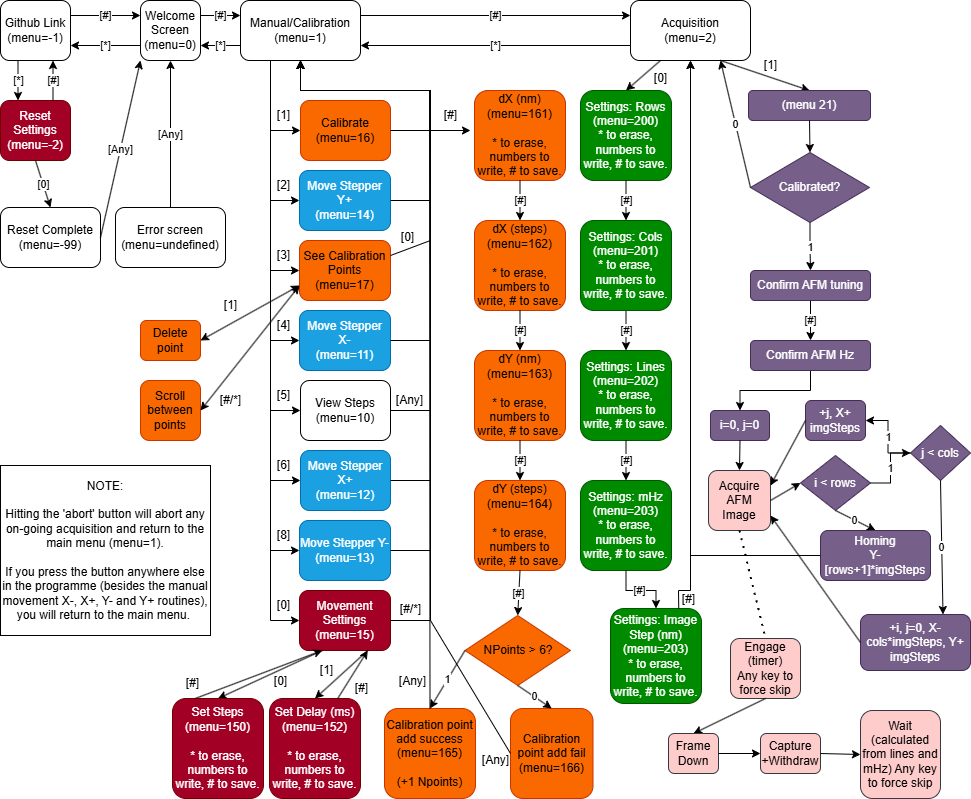 Github Link
(menu=-1)
[#]
[*]
Welcome
Screen
(menu=0)
[#]
[*]
Manual/Calibration
(menu=1)
[#]
[*]
Acquisition
(menu=2)
[*]
[#]
Reset
Settings
(menu=-2)
[0]
Reset Complete
(menu=-99)
[Any]
[Any]
Error screen
(menu=undefined)
[1]
Calibrate
(menu=16)
[#]
[2]
Move Stepper
Y+
(menu=14)
[3]
See Calibration
Points
(menu=17)
[0]
[1]
Delete
point
[#/*]
Scroll
between
points
[4]
Move Stepper
X-
(menu=11)
[5]
View Steps
(menu=10)
[Any]
[6]
Move Stepper
X+
(menu=12)
[8]
Move Stepper Y-
(menu=13)
[0]
Movement
Settings
(menu=15)
[#/*]
[#]
[0]
[1]
[#]
Set Steps
(menu=150)
* to erase,
numbers to
write, # to save.
Set Delay (ms)
(menu=152)
* to erase,
numbers to
write, # to save.
NOTE:
Hitting the 'abort' button will abort any
on-going acquisition and return to the
main menu (menu=1).
If you press the button anywhere else
in the programme (besides the manual
movement X-, X+, Y- and Y+ routines),
you will return to the main menu.
dX (nm)
(menu=161)
* to erase,
numbers to
write, # to save.
[#]
dX (steps)
(menu=162)
* to erase,
numbers to
write, # to save.
[#]
dY (nm)
(menu=163)
* to erase,
numbers to
write, # to save.
[#]
dY (steps)
(menu=164)
* to erase,
numbers to
write, # to save.
[#]
NPoints > 6?
1
0
[Any]
Calibration point
add success
(menu=165)
(+1 Npoints)
[Any]
Calibration
point add fail
(menu=166)
[0]
Settings: Rows
(menu=200)
* to erase,
numbers to
write, # to save.
[#]
Settings: Cols
(menu=201)
* to erase,
numbers to
write, # to save.
[#]
Settings: Lines
(menu=202)
* to erase,
numbers to
write, # to save.
[#]
Settings: mHz
(menu=203)
* to erase,
numbers to
write, # to save.
[#]
[#]
Settings: Image
Step (nm)
(menu=203)
* to erase,
numbers to
write, # to save.
[1]
(menu 21)
0
Calibrated?
1
Confirm AFM tuning
[#]
Confirm AFM Hz
i=0, j=0
+j, X+
imgSteps
1
j < cols
Acquire
AFM
Image
i < rows
1
0
0
Homing
Y-
[rows+1]*imgSteps
+i, j=0, X-
cols*imgSteps, Y+
imgSteps
Engage
(timer)
Any key to
force skip
Frame
Down
Capture
+Withdraw
Wait
(calculated
from lines and
mHz) Any key
to force skip